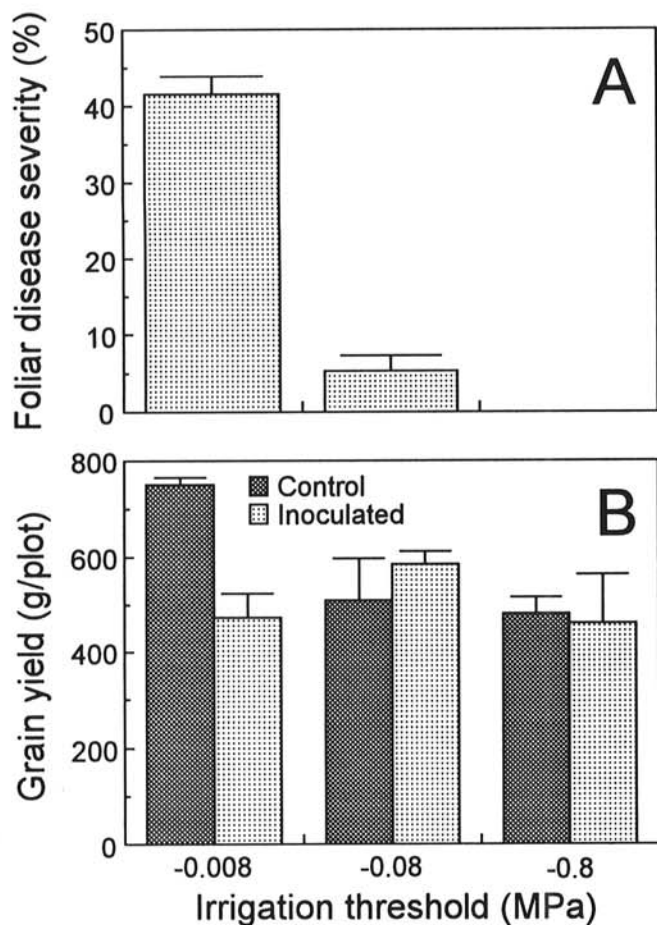 Foliar disease severity (%)
50
40
30
20
10
0
A
Grain yield (g/plot)
800
600
400
200
0
Control
Inoculated
B
-0.008
-0.08
-0.8
Irrigation threshold (MPa)